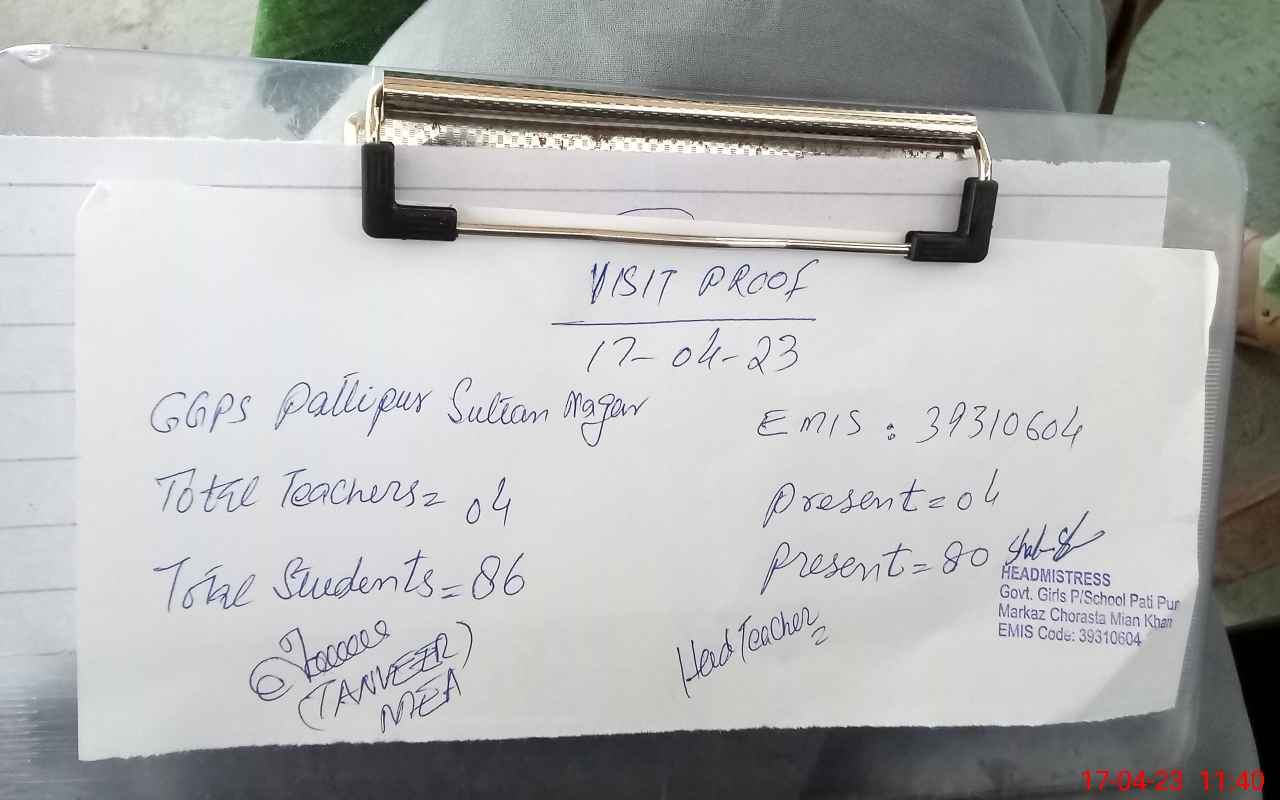 VISIT PROOF
17-04-23
GGPS Pattipur Sultan Nagar EMIS : 39310604
Total Teachers = 04 Present = 04
Total Students = 86 Present = 80
HEADMISTRESS
Govt. Girls P/School Pati Pur
Markaz Chorasta Mian Khan
EMIS Code: 39310604
Head Teacher =
(TANVEER)
MEA
17-04-23 11:40